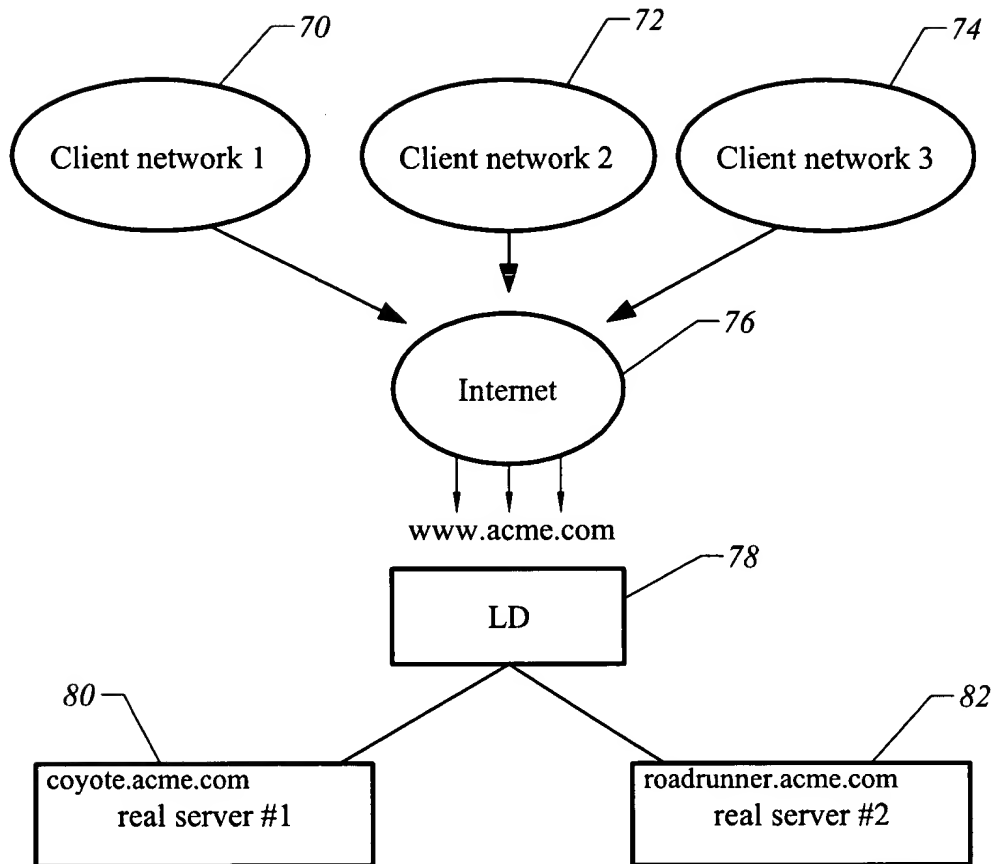 70
72
74
Client network 1
Client network 2
Client network 3
76
Internet
www.acme.com
78
LD
80
82
coyote.acme.com
real server #1
roadrunner.acme.com
real server #2